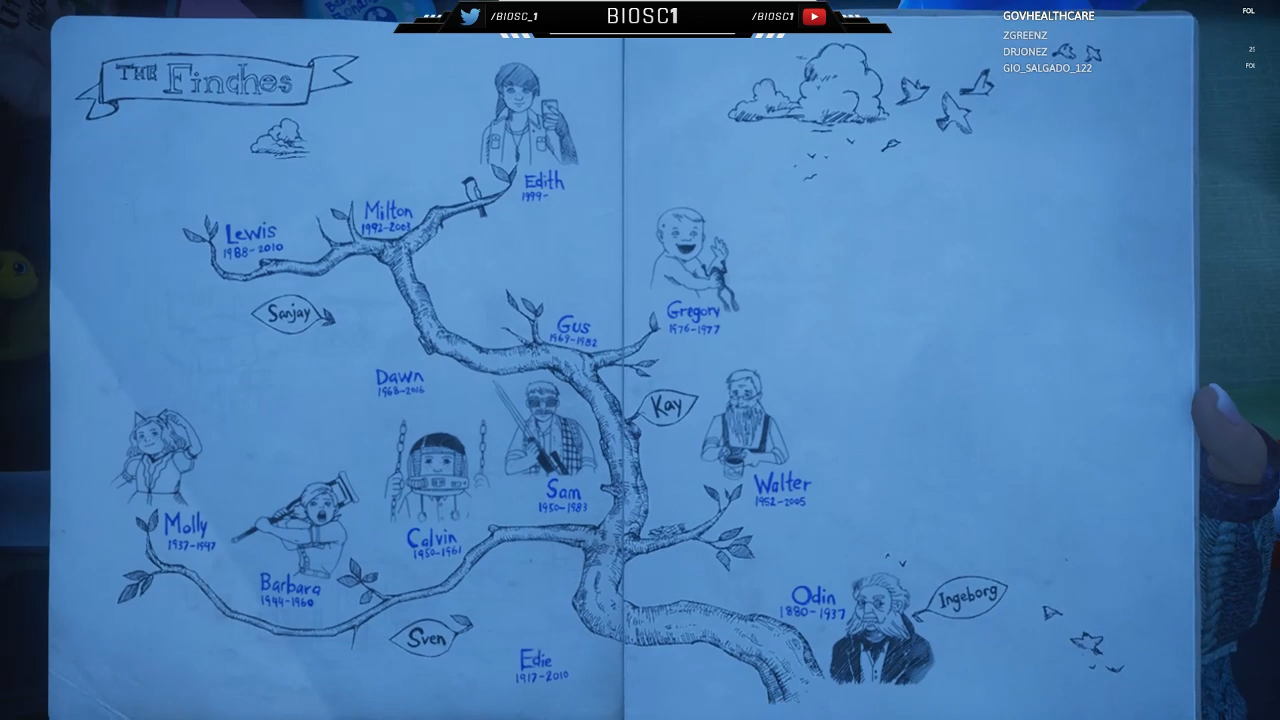 /BIOSC_1
BIOSC1
/BIOSC1
GOVHEALTHCARE
ZGREENZ
DRJONEZ
GIO_SALGADO_122
FOL
FOL
THE Finches
Edith
1999-
Milton
1992-2003
Lewis
1988-2010
Sanjay
Gregory
1976-1977
Gus
1969-1982
Dawn
1968-2016
Kay
Sam
1950-1983
Walter
1952-2005
Calvin
1950-1961
Molly
1937-1947
Barbara
1944-1960
Sven
Edie
1917-2010
Odin
1880-1937
Ingeborg